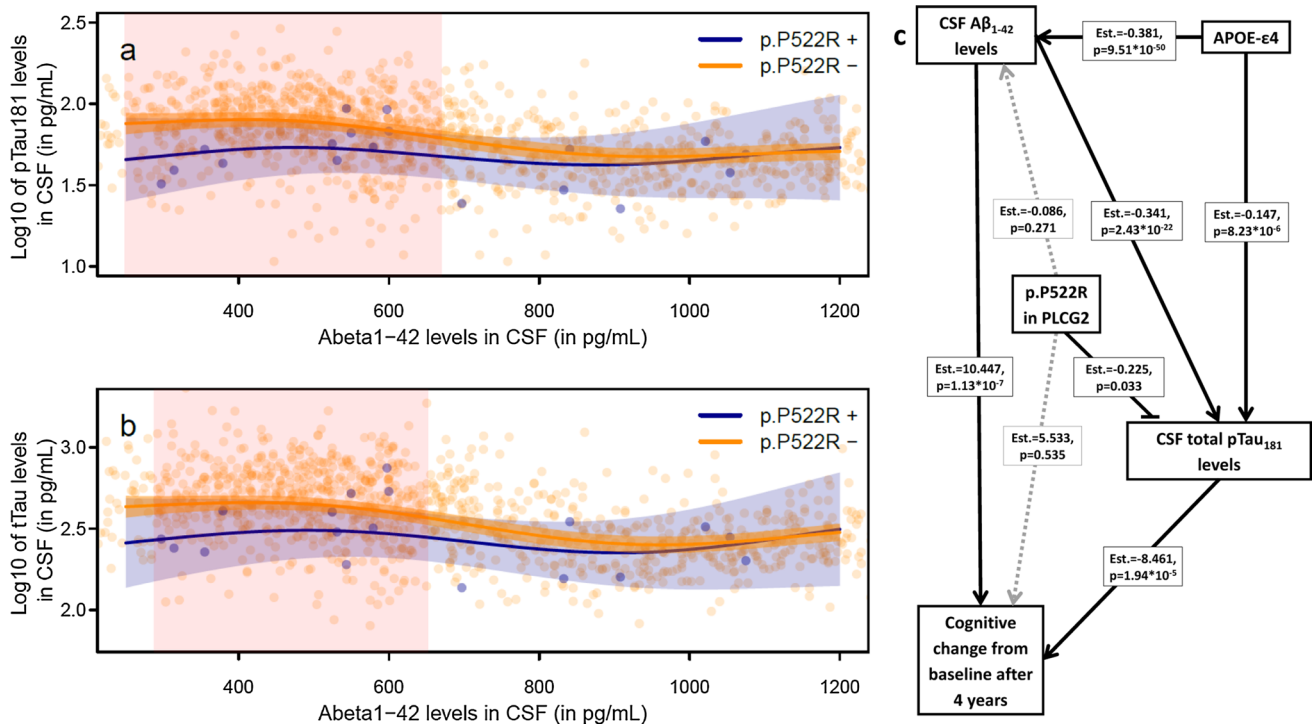 a
p.P522R +
p.P522R −
Log10 of pTau181 levels
in CSF (in pg/mL)
2.5
2.0
1.5
1.0
400
600
800
1000
1200
Abeta1−42 levels in CSF (in pg/mL)
b
p.P522R +
p.P522R −
Log10 of tTau levels
in CSF (in pg/mL)
3.0
2.5
2.0
400
600
800
1000
1200
Abeta1−42 levels in CSF (in pg/mL)
c
CSF Aβ1-42
levels
Est.=-0.381,
p=9.51*10-50
APOE-ε4
Est.=-0.086,
p=0.271
Est.=-0.341,
p=2.43*10-22
Est.=-0.147,
p=8.23*10-6
p.P522R
in PLCG2
Est.=10.447,
p=1.13*10-7
Est.=-0.225,
p=0.033
Est.=5.533,
p=0.535
CSF total pTau181
levels
Est.=-8.461,
p=1.94*10-5
Cognitive
change from
baseline after
4 years